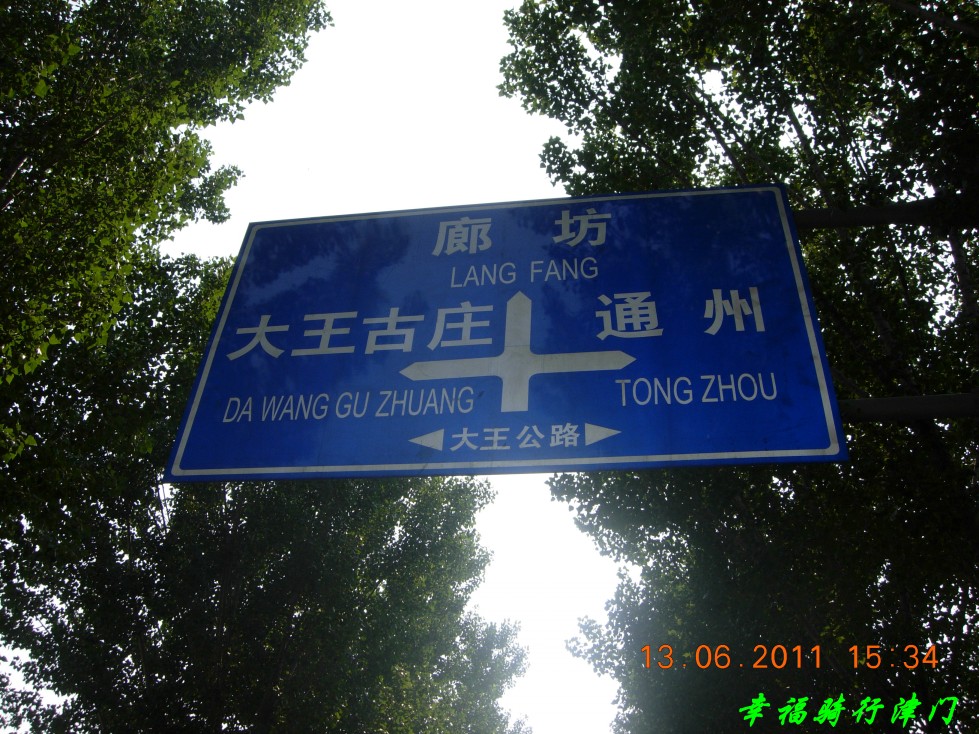 廊 坊
LANG FANG
大王古庄
通 州
DA WANG GU ZHUANG
TONG ZHOU
大王公路
13.06.2011 15:34
幸福骑行津门